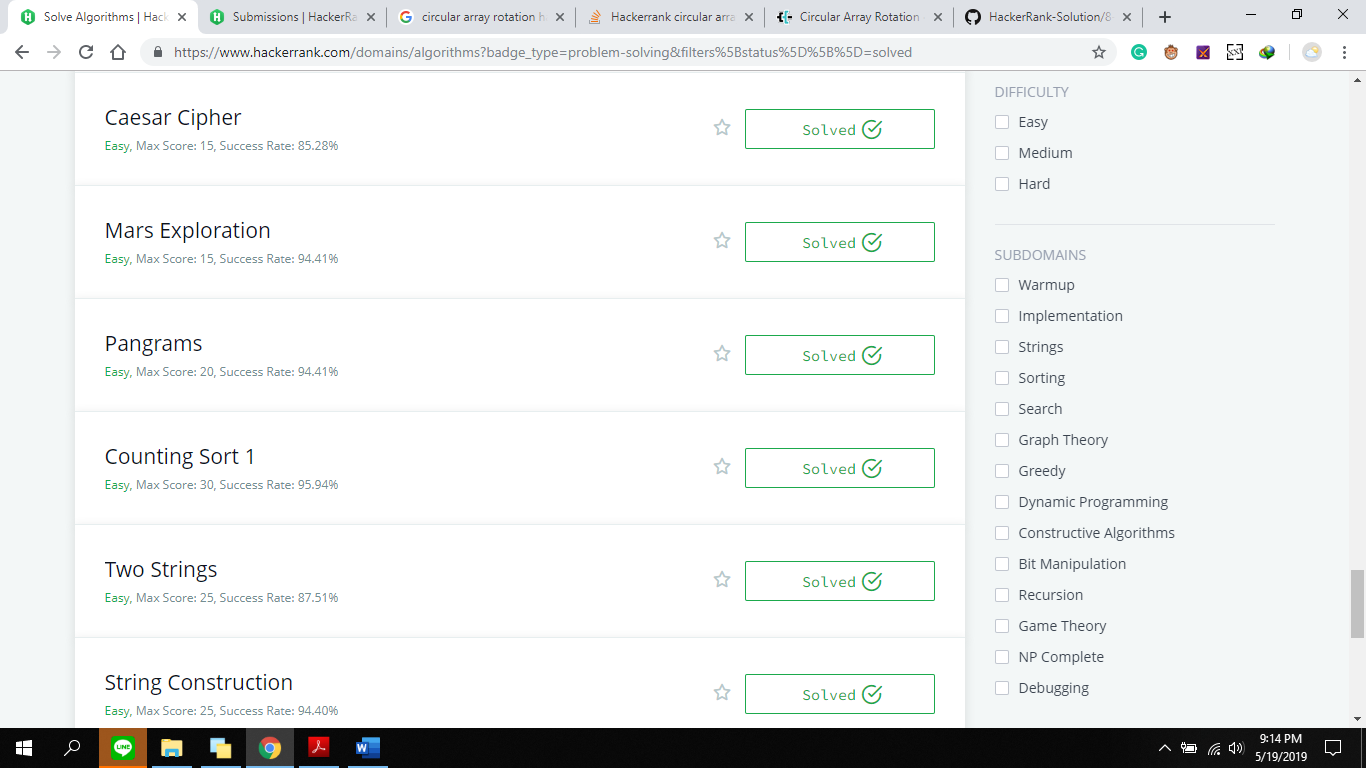 Solve Algorithms | Hack
Submissions | HackerRa
circular array rotation h
Hackerrank circular arra
Circular Array Rotation
HackerRank-Solution/8
https://www.hackerrank.com/domains/algorithms?badge_type=problem-solving&filters%5Bstatus%5D%5B%5D=solved
Caesar Cipher
Easy, Max Score: 15, Success Rate: 85.28%
Solved
Mars Exploration
Easy, Max Score: 15, Success Rate: 94.41%
Solved
Pangrams
Easy, Max Score: 20, Success Rate: 94.41%
Solved
Counting Sort 1
Easy, Max Score: 30, Success Rate: 95.94%
Solved
Two Strings
Easy, Max Score: 25, Success Rate: 87.51%
Solved
String Construction
Easy, Max Score: 25, Success Rate: 94.40%
Solved
DIFFICULTY
Easy
Medium
Hard
SUBDOMAINS
Warmup
Implementation
Strings
Sorting
Search
Graph Theory
Greedy
Dynamic Programming
Constructive Algorithms
Bit Manipulation
Recursion
Game Theory
NP Complete
Debugging
LINE
9:14 PM
5/19/2019